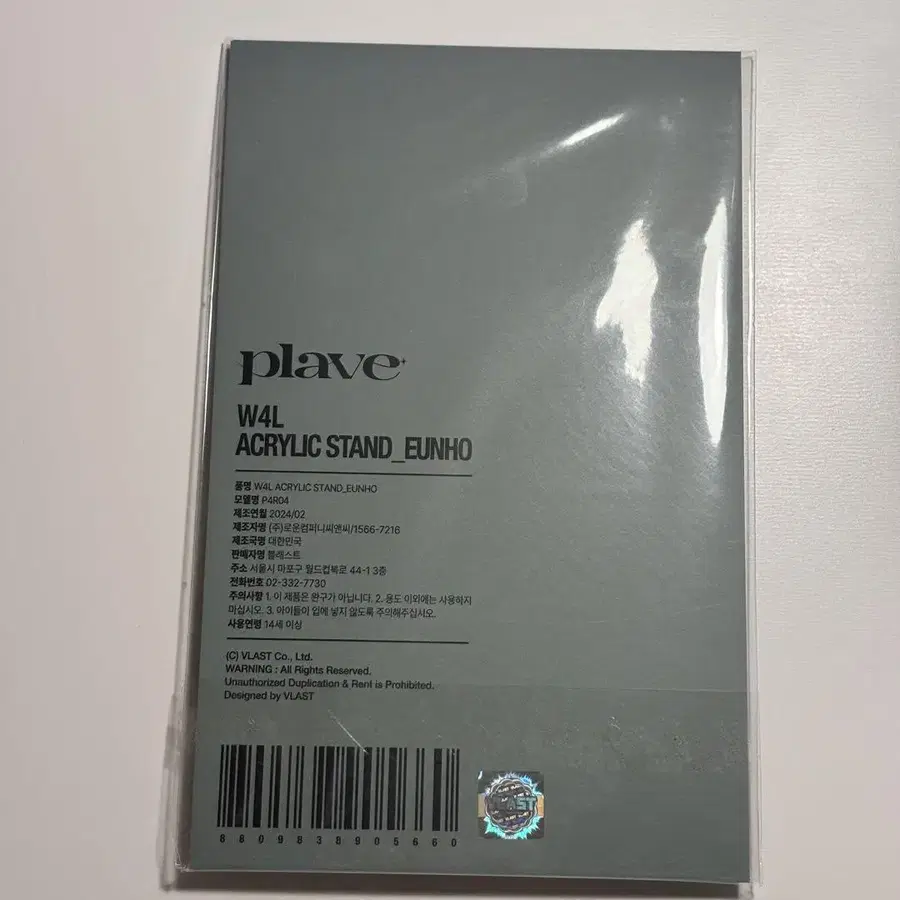 plave
W4L
ACRYLIC STAND_EUNHO
품명 W4L ACRYLIC STAND_EUNHO
모델명 P4R04
제조연월 2024/02
제조자명 (주)로운컴퍼니씨앤씨/1566-7216
제조국명 대한민국
판매자명 블래스트
주소 서울시 마포구 월드컵북로 44-1 3층
전화번호 02-332-7730
주의사항 1. 이 제품은 완구가 아닙니다. 2. 용도 이외에는 사용하지
마십시오. 3. 아이들이 입에 넣지 않도록 주의해주십시오.
사용연령 14세 이상
(C) VLAST Co., Ltd.
WARNING : All Rights Reserved.
Unauthorized Duplication & Rent is Prohibited.
Designed by VLAST
8809838905660
VLAST